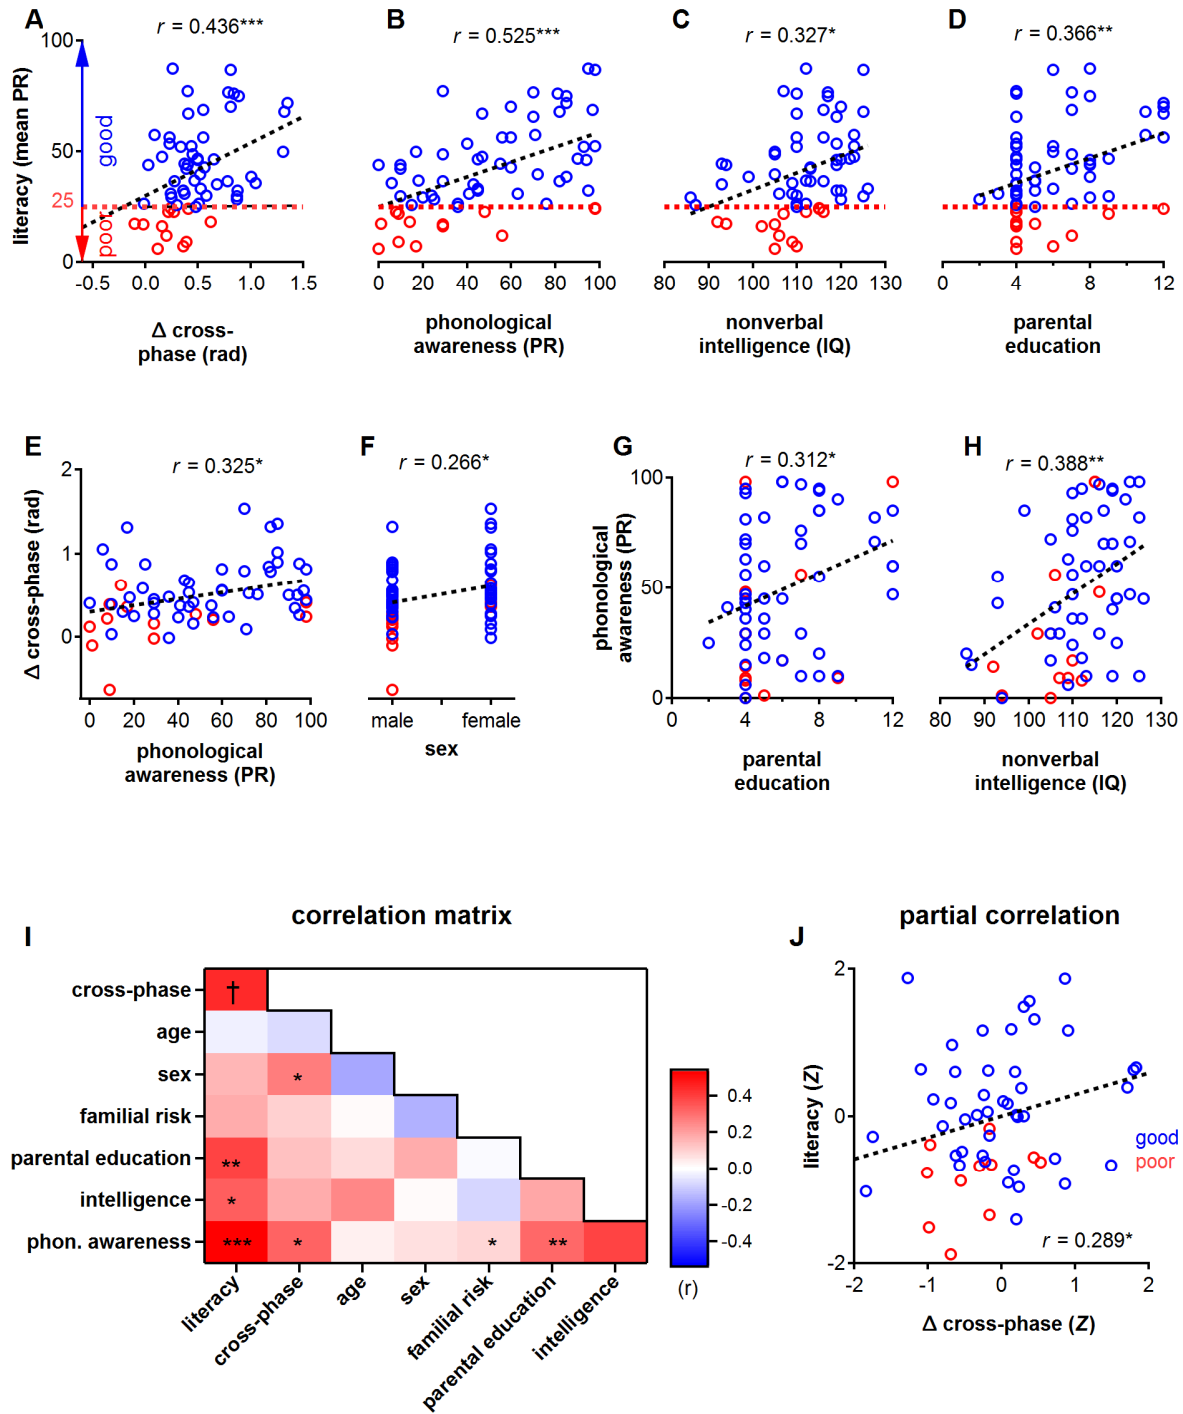 A
r = 0.436***
literacy (mean PR)
good
poor
100
50
25
0
-0.5
0.0
0.5
1.0
1.5
Δ cross-
phase (rad)
B
r = 0.525***
0
20
40
60
80
100
phonological
awareness (PR)
C
r = 0.327*
80
90
100
110
120
130
nonverbal
intelligence (IQ)
D
r = 0.366**
0
4
8
12
parental
education
E
r = 0.325*
Δ cross-phase (rad)
2
1
0
0
20
40
60
80
100
phonological
awareness (PR)
F
r = 0.266*
male
female
sex
G
r = 0.312*
phonological
awareness (PR)
100
50
0
0
4
8
12
parental
education
H
r = 0.388**
80
90
100
110
120
130
nonverbal
intelligence (IQ)
correlation matrix
I
cross-phase
†
age
sex
*
familial risk
parental education
**
intelligence
*
phon. awareness
***
*
*
**
literacy
cross-phase
age
sex
familial risk
parental education
intelligence
0.4
0.2
0.0
-0.2
-0.4
(r)
partial correlation
J
literacy (Z)
2
0
-2
good
poor
r = 0.289*
-2
-1
0
1
2
Δ cross-phase (Z)